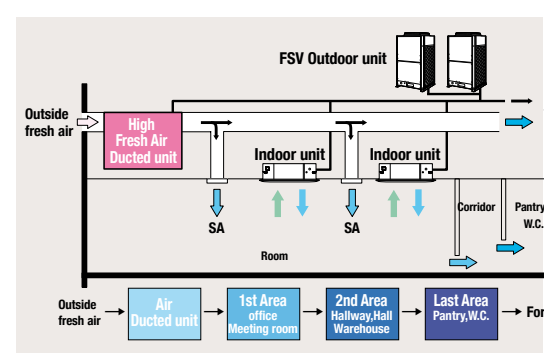 FSV Outdoor unit
Outside
fresh air
High
Fresh Air
Ducted unit
Indoor unit
Indoor unit
SA
SA
Corridor
Pantry
W.C.
Room
Outside
fresh air
Air
Ducted unit
1st Area
office
Meeting room
2nd Area
Hallway,Hall
Warehouse
Last Area
Pantry,W.C.
For